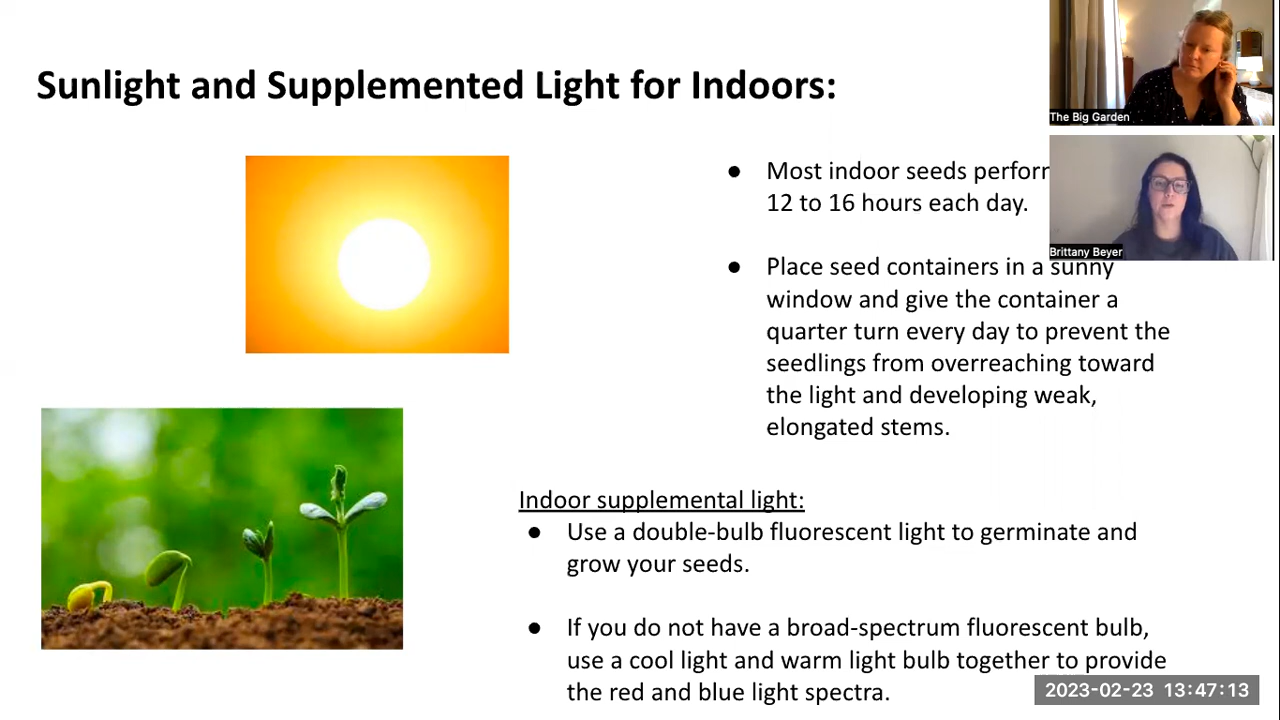 Sunlight and Supplemented Light for Indoors:
The Big Garden
● Most indoor seeds
12 to 16 hours each day.
Brittany Beyer
● Place seed containers in a sunny
window and give the container a
quarter turn every day to prevent the
seedlings from overreaching toward
the light and developing weak,
elongated stems.
Indoor supplemental light:
● Use a double-bulb fluorescent light to germinate and
grow your seeds.
● If you do not have a broad-spectrum fluorescent bulb,
use a cool light and warm light bulb together to provide
the red and blue light spectra.
2023-02-23 13:47:13